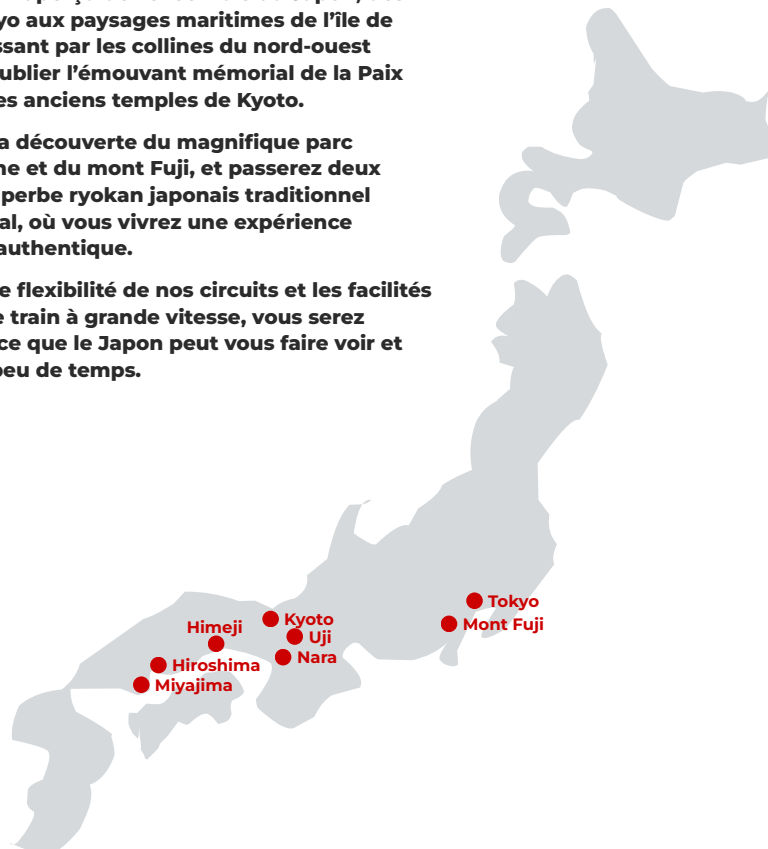 yo aux paysages maritimes de l’île de
ssant par les collines du nord-ouest
ublier l’émouvant mémorial de la Paix
es anciens temples de Kyoto.
a découverte du magnifique parc
ne et du mont Fuji, et passerez deux
perbe ryokan japonais traditionnel
al, où vous vivrez une expérience
authentique.
e flexibilité de nos circuits et les facilités
e train à grande vitesse, vous serez
ce que le Japon peut vous faire voir et
peu de temps.
Tokyo
Mont Fuji
Kyoto
Himeji
Uji
Nara
Hiroshima
Miyajima